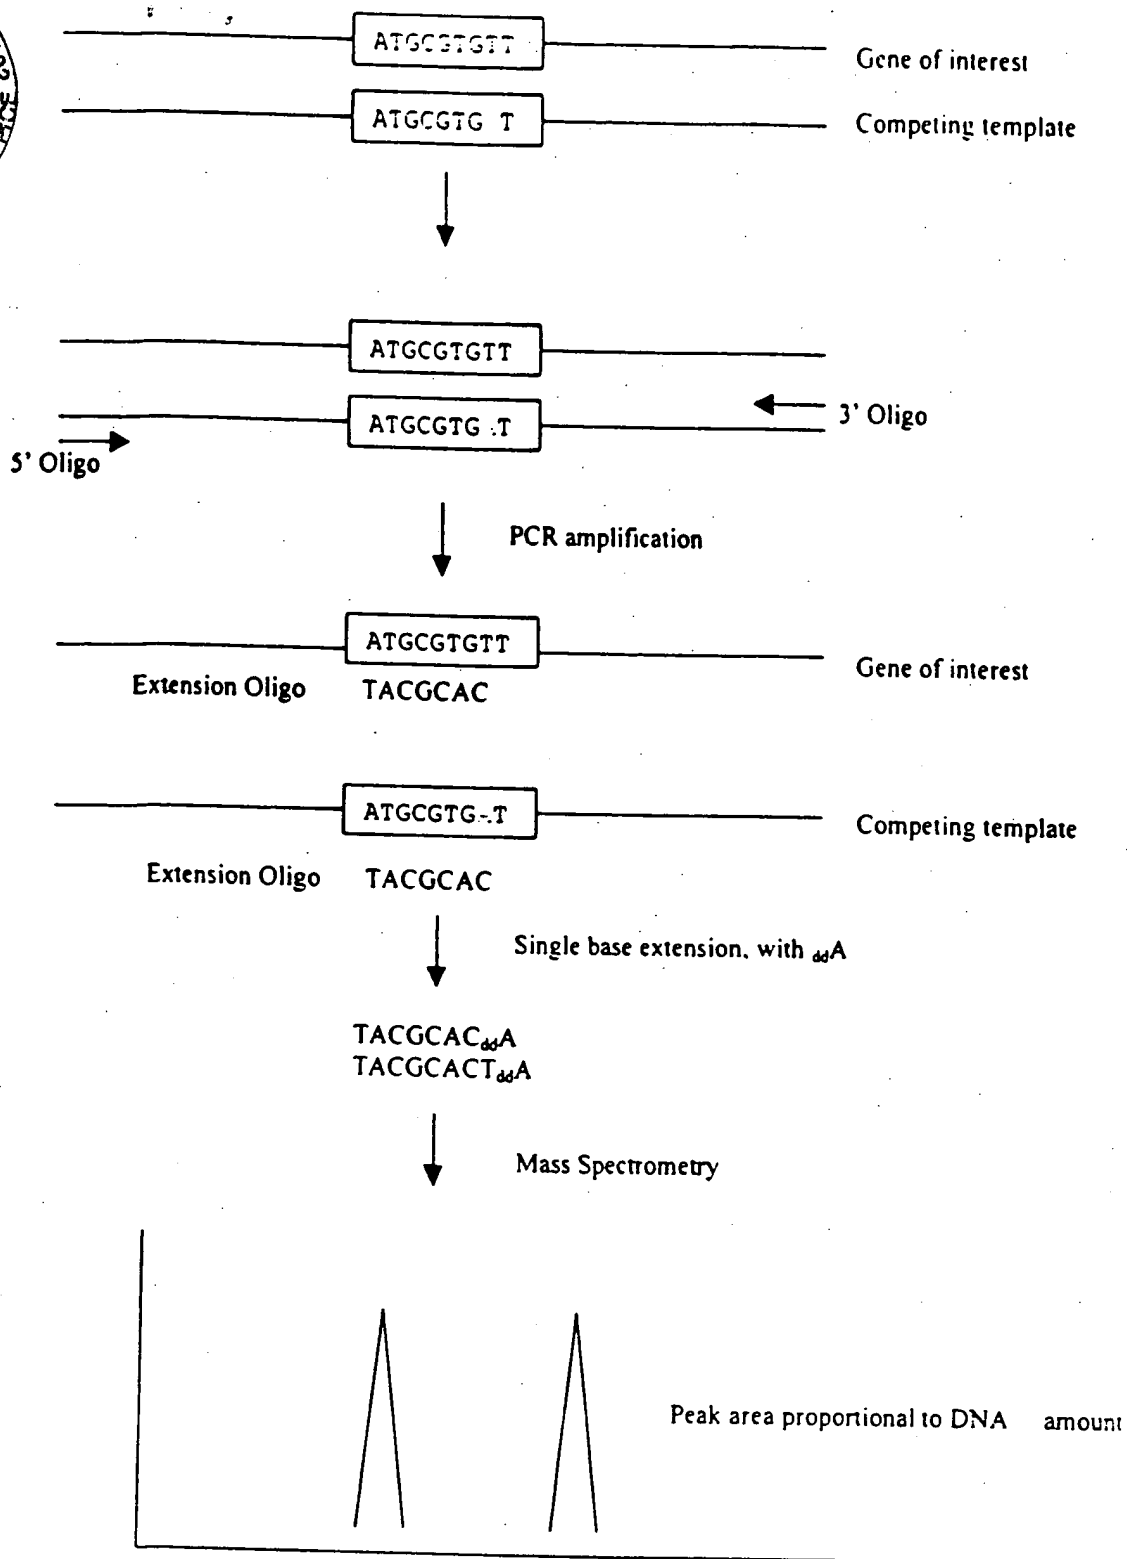 ATGCGTGTT
Gene of interest
ATGCGTG T
Competing template
ATGCGTGTT
ATGCGTG T
3' Oligo
5' Oligo
PCR amplification
ATGCGTGTT
Gene of interest
Extension Oligo TACGCAC
ATGCGTG T
Competing template
Extension Oligo TACGCAC
Single base extension, with ddA
TACGCACddA
TACGCACTddA
Mass Spectrometry
Peak area proportional to DNA amount